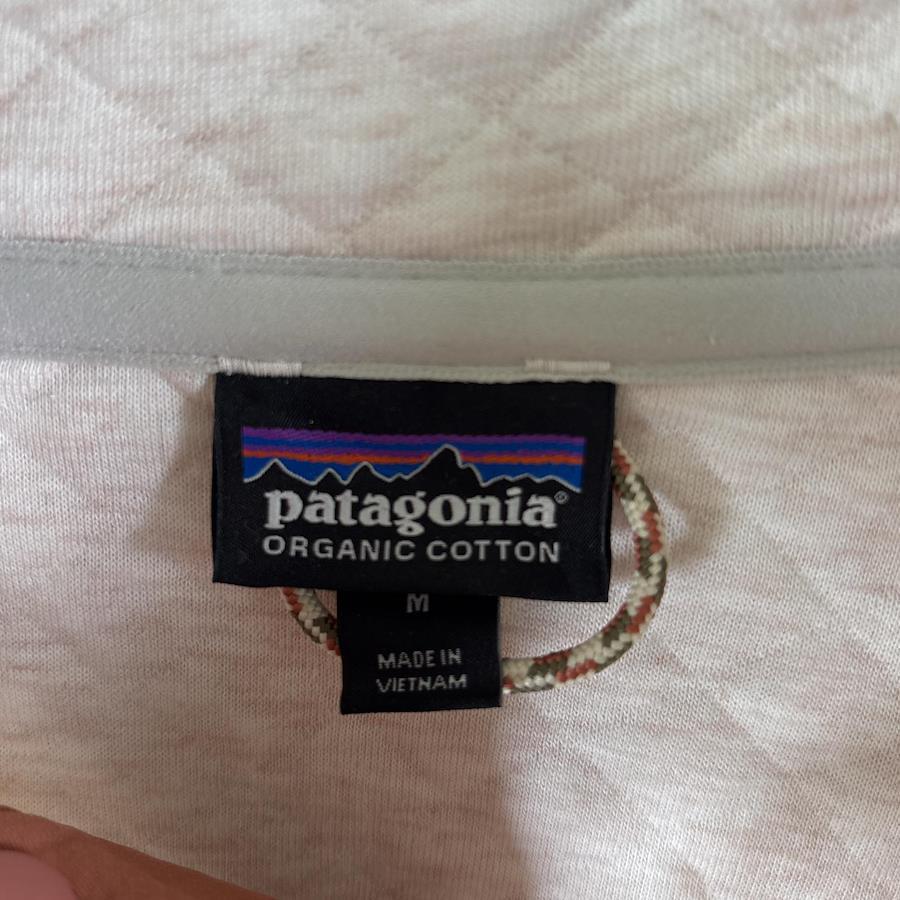 patagonia®
ORGANIC COTTON
M
MADE IN
VIETNAM